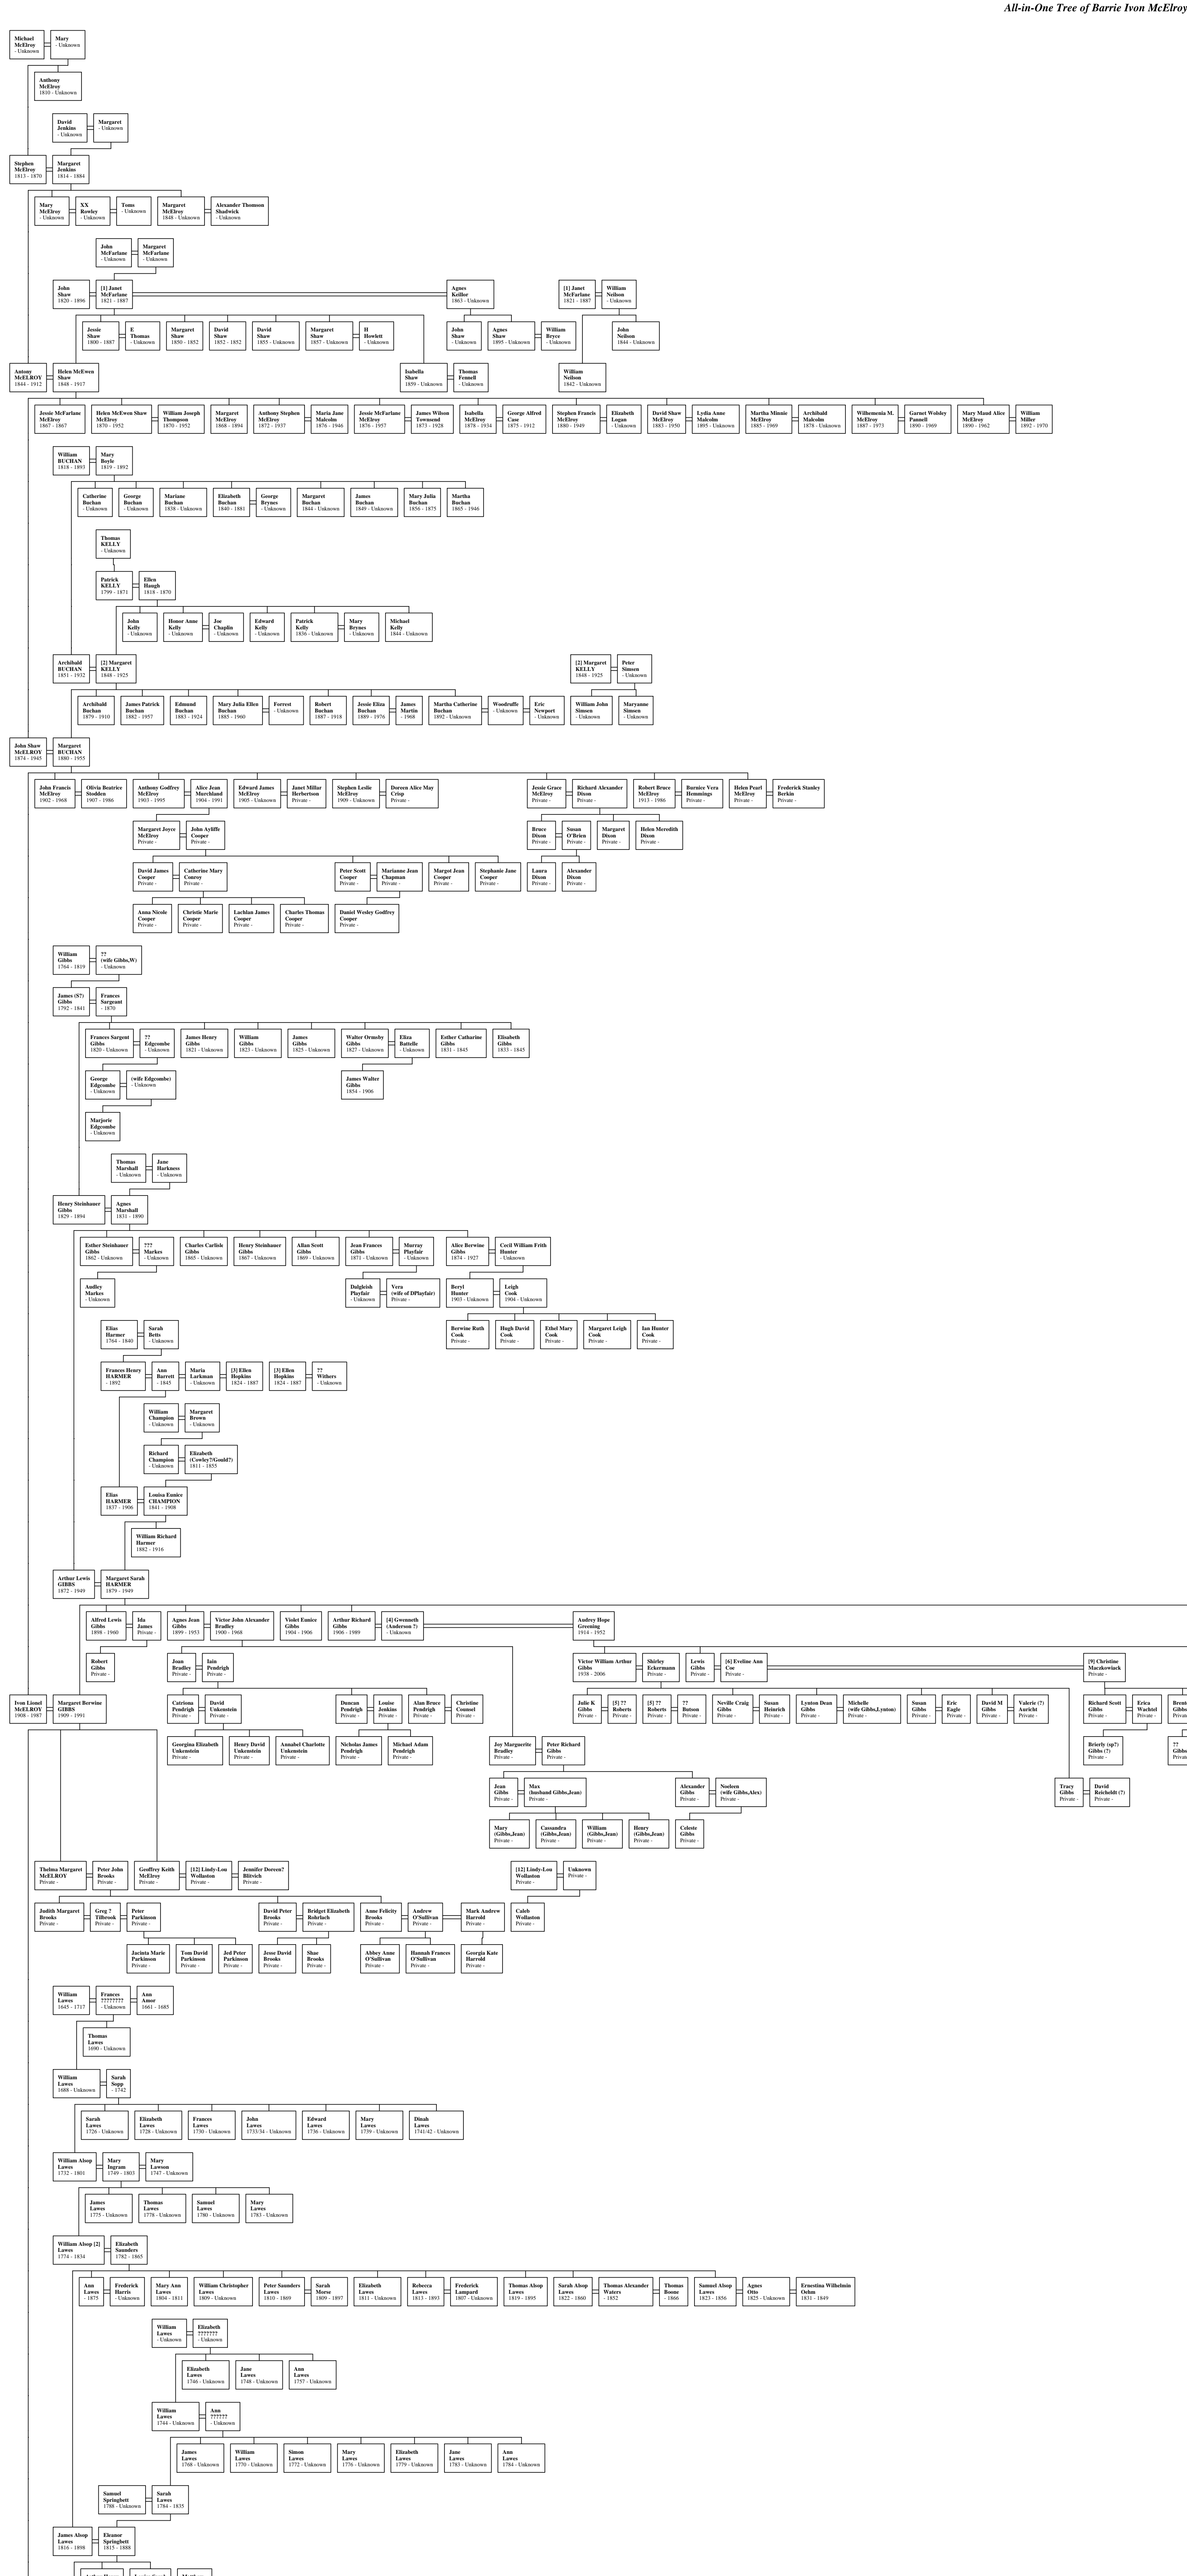 All-in-One Tree of Barrie Ivon McElroy
Michael
McElroy
- Unknown
Mary
- Unknown
Anthony
McElroy
1810 - Unknown
David
Jenkins
- Unknown
Margaret
- Unknown
Stephen
McElroy
1813 - 1870
Margaret
Jenkins
1814 - 1884
Mary
McElroy
- Unknown
XX
Rowley
- Unknown
Toms
- Unknown
Margaret
McElroy
1848 - Unknown
Alexander Thomson
Shadwick
- Unknown
John
McFarlane
- Unknown
Margaret
McFarlane
- Unknown
John
Shaw
1820 - 1896
[1] Janet
McFarlane
1821 - 1887
Agnes
Keillor
1863 - Unknown
[1] Janet
McFarlane
1821 - 1887
William
Neilson
- Unknown
Jessie
Shaw
1800 - 1887
E
Thomas
- Unknown
Margaret
Shaw
1850 - 1852
David
Shaw
1852 - 1852
David
Shaw
1855 - Unknown
Margaret
Shaw
1857 - Unknown
H
Howlett
- Unknown
John
Shaw
- Unknown
Agnes
Shaw
1895 - Unknown
William
Bryce
- Unknown
John
Neilson
1844 - Unknown
Antony
McELROY
1844 - 1912
Helen McEwen
Shaw
1848 - 1917
Isabella
Shaw
1859 - Unknown
Thomas
Fennell
- Unknown
William
Neilson
1842 - Unknown
Jessie McFarlane
McElroy
1867 - 1867
Helen McEwen Shaw
McElroy
1870 - 1952
William Joseph
Thompson
1870 - 1952
Margaret
McElroy
1868 - 1894
Anthony Stephen
McElroy
1872 - 1937
Maria Jane
Malcolm
1876 - 1946
Jessie McFarlane
McElroy
1876 - 1957
James Wilson
Townsend
1873 - 1928
Isabella
McElroy
1878 - 1934
George Alfred
Case
1875 - 1912
Stephen Francis
McElroy
1880 - 1949
Elizabeth
Logan
- Unknown
David Shaw
McElroy
1883 - 1950
Lydia Anne
Malcolm
1895 - Unknown
Martha Minnie
McElroy
1885 - 1969
Archibald
Malcolm
1878 - Unknown
Wilhemenia M.
McElroy
1887 - 1973
Garnet Wolsley
Pannell
1890 - 1969
Mary Maud Alice
McElroy
1890 - 1962
William
Miller
1892 - 1970
William
BUCHAN
1818 - 1893
Mary
Boyle
1819 - 1892
Catherine
Buchan
- Unknown
George
Buchan
- Unknown
Mariane
Buchan
1838 - Unknown
Elizabeth
Buchan
1840 - 1881
George
Brynes
- Unknown
Margaret
Buchan
1844 - Unknown
James
Buchan
1849 - Unknown
Mary Julia
Buchan
1856 - 1875
Martha
Buchan
1865 - 1946
Thomas
KELLY
- Unknown
Patrick
KELLY
1799 - 1871
Ellen
Haugh
1818 - 1870
John
Kelly
- Unknown
Honor Anne
Kelly
- Unknown
Joe
Chaplin
- Unknown
Edward
Kelly
- Unknown
Patrick
Kelly
1836 - Unknown
Mary
Brynes
- Unknown
Michael
Kelly
1844 - Unknown
Archibald
BUCHAN
1851 - 1932
[2] Margaret
KELLY
1848 - 1925
[2] Margaret
KELLY
1848 - 1925
Peter
Simsen
- Unknown
Archibald
Buchan
1879 - 1910
James Patrick
Buchan
1882 - 1957
Edmund
Buchan
1883 - 1924
Mary Julia Ellen
Buchan
1885 - 1960
Forrest
- Unknown
Robert
Buchan
1887 - 1918
Jessie Eliza
Buchan
1889 - 1976
James
Martin
- 1968
Martha Catherine
Buchan
1892 - Unknown
Woodruffe
- Unknown
Eric
Newport
- Unknown
William John
Simsen
- Unknown
Maryanne
Simsen
- Unknown
John Shaw
McELROY
1874 - 1945
Margaret
BUCHAN
1880 - 1955
John Francis
McElroy
1902 - 1968
Olivia Beatrice
Stodden
1907 - 1986
Anthony Godfrey
McElroy
1903 - 1995
Alice Jean
Murchland
1904 - 1991
Edward James
McElroy
1905 - Unknown
Janet Millar
Herbertson
Private -
Stephen Leslie
McElroy
1909 - Unknown
Doreen Alice May
Crisp
Private -
Jessie Grace
McElroy
Private -
Richard Alexander
Dixon
Private -
Robert Bruce
McElroy
1913 - 1986
Burnice Vera
Hemmings
Private -
Helen Pearl
McElroy
Private -
Frederick Stanley
Berkin
Private -
Margaret Joyce
McElroy
Private -
John Ayliffe
Cooper
Private -
Bruce
Dixon
Private -
Susan
O'Brien
Private -
Margaret
Dixon
Private -
Helen Meredith
Dixon
Private -
David James
Cooper
Private -
Catherine Mary
Conroy
Private -
Peter Scott
Cooper
Private -
Marianne Jean
Chapman
Private -
Margot Jean
Cooper
Private -
Stephanie Jane
Cooper
Private -
Laura
Dixon
Private -
Alexander
Dixon
Private -
Anna Nicole
Cooper
Private -
Christie Marie
Cooper
Private -
Lachlan James
Cooper
Private -
Charles Thomas
Cooper
Private -
Daniel Wesley Godfrey
Cooper
Private -
William
Gibbs
1764 - 1819
??
(wife Gibbs,W)
- Unknown
James (S?)
Gibbs
1792 - 1841
Frances
Sargeant
- 1870
Frances Sargent
Gibbs
1820 - Unknown
??
Edgcombe
- Unknown
James Henry
Gibbs
1821 - Unknown
William
Gibbs
1823 - Unknown
James
Gibbs
1825 - Unknown
Walter Ormsby
Gibbs
1827 - Unknown
Eliza
Battelle
- Unknown
Esther Catharine
Gibbs
1831 - 1845
Elisabeth
Gibbs
1833 - 1845
George
Edgcombe
- Unknown
(wife Edgcombe)
- Unknown
James Walter
Gibbs
1854 - 1906
Marjorie
Edgcombe
- Unknown
Thomas
Marshall
- Unknown
Jane
Harkness
- Unknown
Henry Steinhauer
Gibbs
1829 - 1894
Agnes
Marshall
1831 - 1890
Esther Steinhauer
Gibbs
1862 - Unknown
???
Markes
- Unknown
Charles Carlisle
Gibbs
1865 - Unknown
Henry Steinhauer
Gibbs
1867 - Unknown
Allan Scott
Gibbs
1869 - Unknown
Jean Frances
Gibbs
1871 - Unknown
Murray
Playfair
- Unknown
Alice Berwine
Gibbs
1874 - 1927
Cecil William Frith
Hunter
- Unknown
Audley
Markes
- Unknown
Dalgleish
Playfair
- Unknown
Vera
(wife of DPlayfair)
Private -
Beryl
Hunter
1903 - Unknown
Leigh
Cook
1904 - Unknown
Berwine Ruth
Cook
Private -
Hugh David
Cook
Private -
Ethel Mary
Cook
Private -
Margaret Leigh
Cook
Private -
Ian Hunter
Cook
Private -
Elias
Harmer
1764 - 1840
Sarah
Betts
- Unknown
Frances Henry
HARMER
- 1892
Ann
Barrett
- 1845
Maria
Larkman
- Unknown
[3] Ellen
Hopkins
1824 - 1887
[3] Ellen
Hopkins
1824 - 1887
??
Withers
- Unknown
William
Champion
- Unknown
Margaret
Brown
- Unknown
Richard
Champion
- Unknown
Elizabeth
(Cowley?/Gould?)
1811 - 1855
Elias
HARMER
1837 - 1906
Louisa Eunice
CHAMPION
1841 - 1908
William Richard
Harmer
1882 - 1916
Arthur Lewis
GIBBS
1872 - 1949
Margaret Sarah
HARMER
1879 - 1949
Alfred Lewis
Gibbs
1898 - 1960
Ida
James
Private -
Agnes Jean
Gibbs
1899 - 1953
Victor John Alexander
Bradley
1900 - 1968
Violet Eunice
Gibbs
1904 - 1906
Arthur Richard
Gibbs
1906 - 1989
[4] Gwenneth
(Anderson ?)
- Unknown
Audrey Hope
Greening
1914 - 1952
Robert
Gibbs
Private -
Joan
Bradley
Private -
Iain
Pendrigh
Private -
Victor William Arthur
Gibbs
1938 - 2006
Shirley
Eckermann
Private -
Lewis
Gibbs
Private -
[6] Eveline Ann
Coe
Private -
[9] Christine
Maczkowiack
Private -
Ivon Lionel
McELROY
1908 - 1987
Margaret Berwine
GIBBS
1909 - 1991
Catriona
Pendrigh
Private -
David
Unkenstein
Private -
Duncan
Pendrigh
Private -
Louise
Jenkins
Private -
Alan Bruce
Pendrigh
Private -
Christine
Counsel
Private -
Julie K
Gibbs
Private -
[5] ??
Roberts
Private -
[5] ??
Roberts
Private -
??
Butson
Private -
Neville Craig
Gibbs
Private -
Susan
Heinrich
Private -
Lynton Dean
Gibbs
Private -
Michelle
(wife Gibbs,Lynton)
Private -
Susan
Gibbs
Private -
Eric
Eagle
Private -
David M
Gibbs
Private -
Valerie (?)
Auricht
Private -
Richard Scott
Gibbs
Private -
Erica
Wachtel
Private -
Brent
Gibbs
Private -
Georgina Elizabeth
Unkenstein
Private -
Henry David
Unkenstein
Private -
Annabel Charlotte
Unkenstein
Private -
Nicholas James
Pendrigh
Private -
Michael Adam
Pendrigh
Private -
Joy Marguerite
Bradley
Private -
Peter Richard
Gibbs
Private -
Brierly (sp?)
Gibbs (?)
Private -
??
Gibbs
Private
Jean
Gibbs
Private -
Max
(husband Gibbs,Jean)
Private -
Alexander
Gibbs
Private -
Noeleen
(wife Gibbs,Alex)
Private -
Tracy
Gibbs
Private -
David
Reicheldt (?)
Private -
Mary
(Gibbs,Jean)
Private -
Cassandra
(Gibbs,Jean)
Private -
William
(Gibbs,Jean)
Private -
Henry
(Gibbs,Jean)
Private -
Celeste
Gibbs
Private -
Thelma Margaret
McELROY
Private -
Peter John
Brooks
Private -
Geoffrey Keith
McElroy
Private -
[12] Lindy-Lou
Wollaston
Private -
Jennifer Doreen?
Blitvich
Private -
[12] Lindy-Lou
Wollaston
Private -
Unknown
Private -
Judith Margaret
Brooks
Private -
Greg ?
Tilbrook
Private -
Peter
Parkinson
Private -
David Peter
Brooks
Private -
Bridget Elizabeth
Rohrlach
Private -
Anne Felicity
Brooks
Private -
Andrew
O'Sullivan
Private -
Mark Andrew
Harrold
Private -
Caleb
Wollaston
Private -
Jacinta Marie
Parkinson
Private -
Tom David
Parkinson
Private -
Jed Peter
Parkinson
Private -
Jesse David
Brooks
Private -
Shae
Brooks
Private -
Abbey Anne
O'Sullivan
Private -
Hannah Frances
O'Sullivan
Private -
Georgia Kate
Harrold
Private -
William
Lawes
1645 - 1717
Frances
????????
- Unknown
Ann
Amor
1661 - 1685
Thomas
Lawes
1690 - Unknown
William
Lawes
1688 - Unknown
Sarah
Sopp
- 1742
Sarah
Lawes
1726 - Unknown
Elizabeth
Lawes
1728 - Unknown
Frances
Lawes
1730 - Unknown
John
Lawes
1733/34 - Unknown
Edward
Lawes
1736 - Unknown
Mary
Lawes
1739 - Unknown
Dinah
Lawes
1741/42 - Unknown
William Alsop
Lawes
1732 - 1801
Mary
Ingram
1749 - 1803
Mary
Lawson
1747 - Unknown
James
Lawes
1775 - Unknown
Thomas
Lawes
1778 - Unknown
Samuel
Lawes
1780 - Unknown
Mary
Lawes
1783 - Unknown
William Alsop [2]
Lawes
1774 - 1834
Elizabeth
Saunders
1782 - 1865
Ann
Lawes
- 1875
Frederick
Harris
- Unknown
Mary Ann
Lawes
1804 - 1811
William Christopher
Lawes
1809 - Unknown
Peter Saunders
Lawes
1810 - 1869
Sarah
Morse
1809 - 1897
Elizabeth
Lawes
1811 - Unknown
Rebecca
Lawes
1813 - 1893
Frederick
Lampard
1807 - Unknown
Thomas Alsop
Lawes
1819 - 1895
Sarah Alsop
Lawes
1822 - 1860
Thomas Alexander
Waters
- 1852
Thomas
Boone
- 1866
Samuel Alsop
Lawes
1823 - 1856
Agnes
Otto
1825 - Unknown
Ernestina Wilhelmin
Oehm
1831 - 1849
William
Lawes
- Unknown
Elizabeth
???????
- Unknown
Elizabeth
Lawes
1746 - Unknown
Jane
Lawes
1748 - Unknown
Ann
Lawes
1757 - Unknown
William
Lawes
1744 - Unknown
Ann
??????
- Unknown
James
Lawes
1768 - Unknown
William
Lawes
1770 - Unknown
Simon
Lawes
1772 - Unknown
Mary
Lawes
1776 - Unknown
Elizabeth
Lawes
1779 - Unknown
Jane
Lawes
1783 - Unknown
Ann
Lawes
1784 - Unknown
Samuel
Springbett
1788 - Unknown
Sarah
Lawes
1784 - 1835
James Alsop
Lawes
1816 - 1898
Eleanor
Springbett
1815 - 1888